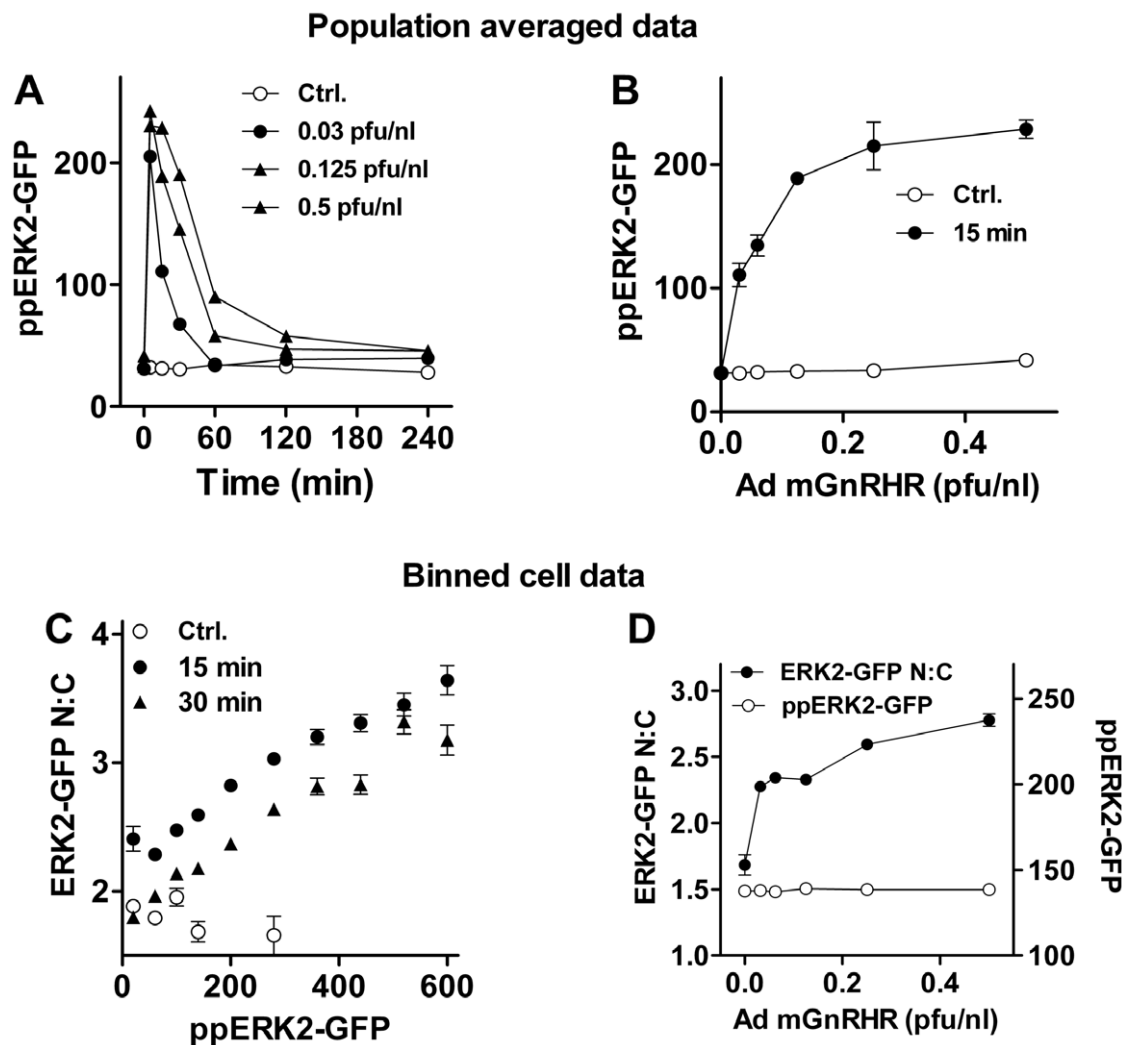 Population averaged data
A
ppERK2-GFP
200
100
0
0 60 120 180 240
Time (min)
Ctrl.
0.03 pfu/nl
0.125 pfu/nl
0.5 pfu/nl
B
ppERK2-GFP
200
100
0
0.0 0.2 0.4
Ad mGnRHR (pfu/nl)
Ctrl.
15 min
Binned cell data
C
ERK2-GFP N:C
4
3
2
0 200 400 600
ppERK2-GFP
Ctrl.
15 min
30 min
D
ERK2-GFP N:C
3.0
2.5
2.0
1.5
1.0
0.0 0.4
Ad mGnRHR (pfu/nl)
ERK2-GFP N:C
ppERK2-GFP
250
200
150
100
ppERK2-GFP